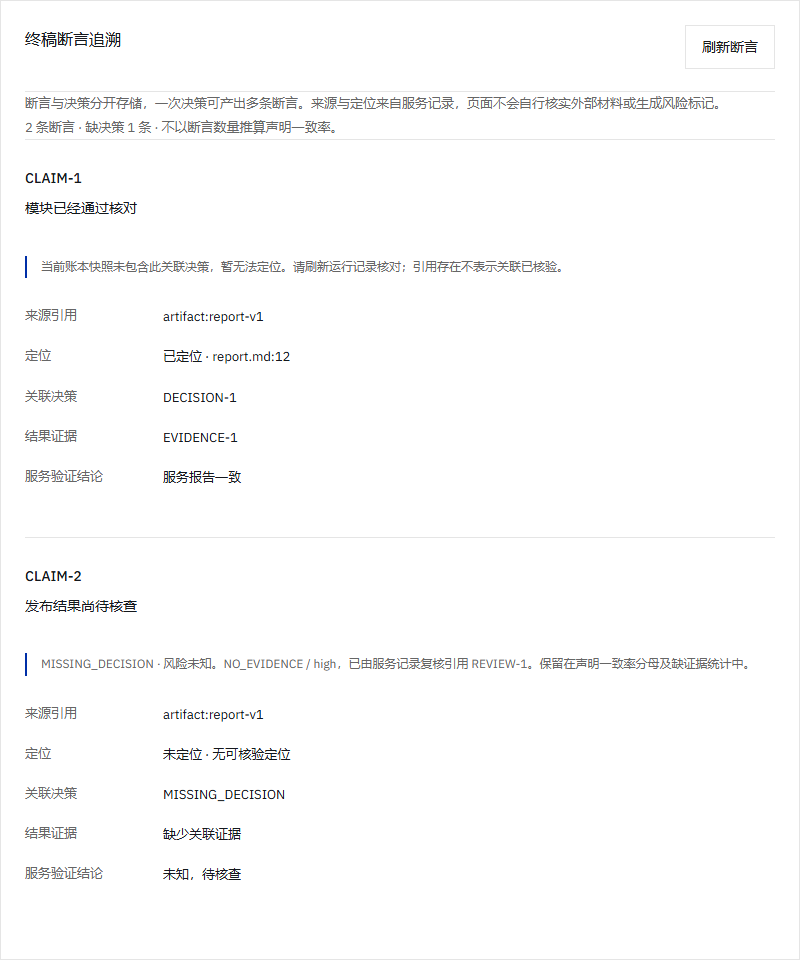 终稿断言追溯
刷新断言
断言与决策分开存储，一次决策可产出多条断言。来源与定位来自服务记录，页面不会自行核实外部材料或生成风险标记。
2 条断言 · 缺决策 1 条 · 不以断言数量推算声明一致率。
CLAIM-1
模块已经通过核对
当前账本快照未包含此关联决策，暂无法定位。请刷新运行记录核对；引用存在不表示关联已核验。
来源引用 artifact:report-v1
定位 已定位 · report.md:12
关联决策 DECISION-1
结果证据 EVIDENCE-1
服务验证结论 服务报告一致
CLAIM-2
发布结果尚待核查
MISSING_DECISION · 风险未知。NO_EVIDENCE / high，已由服务记录复核引用 REVIEW-1。保留在声明一致率分母及缺证据统计中。
来源引用 artifact:report-v1
定位 未定位 · 无可核验定位
关联决策 MISSING_DECISION
结果证据 缺少关联证据
服务验证结论 未知，待核查